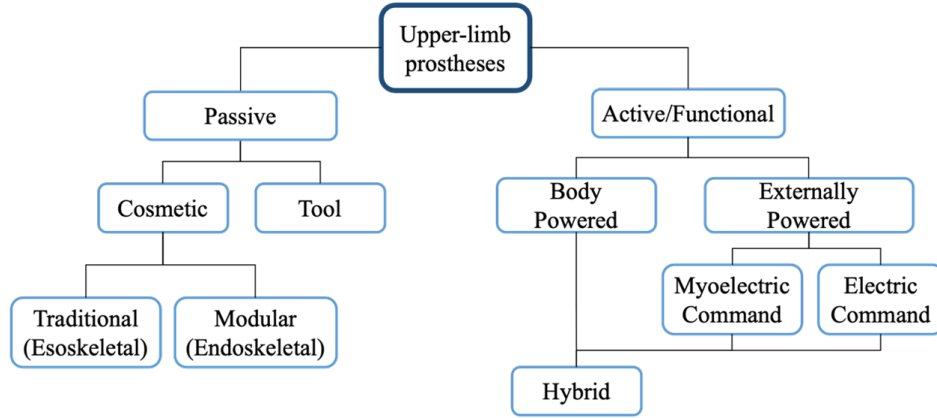 Upper-limb
prostheses
Passive
Active/Functional
Cosmetic
Tool
Body
Powered
Externally
Powered
Traditional
(Esoskeletal)
Modular
(Endoskeletal)
Myoelectric
Command
Electric
Command
Hybrid